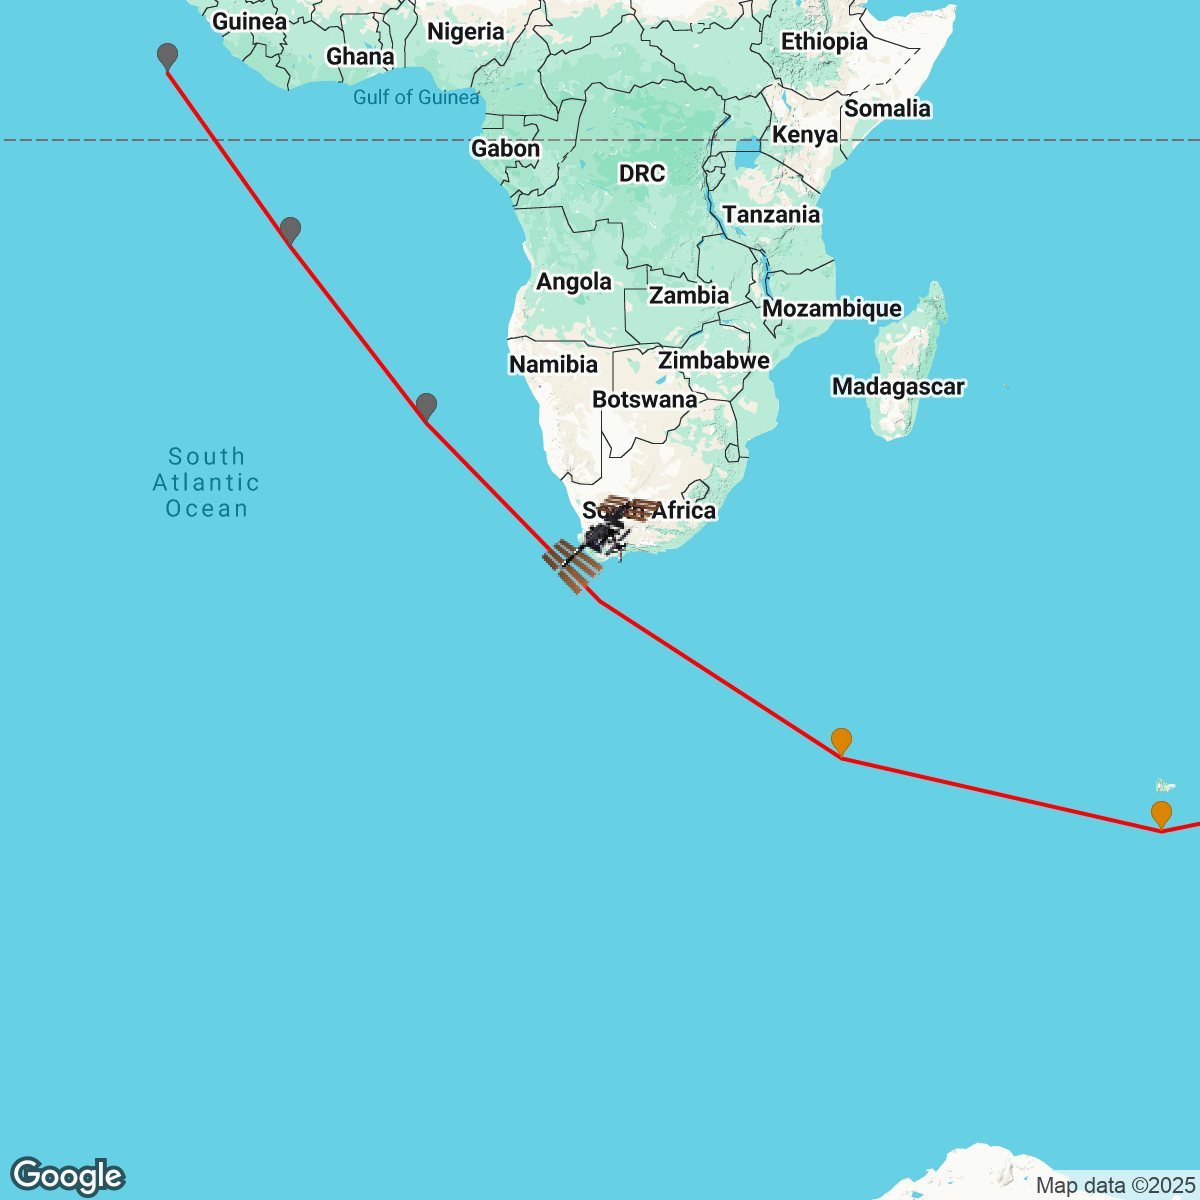 Guinea
Nigeria
Ghana
Ethiopia
Gulf of Guinea
Somalia
Kenya
Gabon
DRC
Tanzania
Angola
Zambia
Mozambique
Namibia
Zimbabwe
Botswana
Madagascar
South
Atlantic
Ocean
South Africa
Google
Map data ©2025